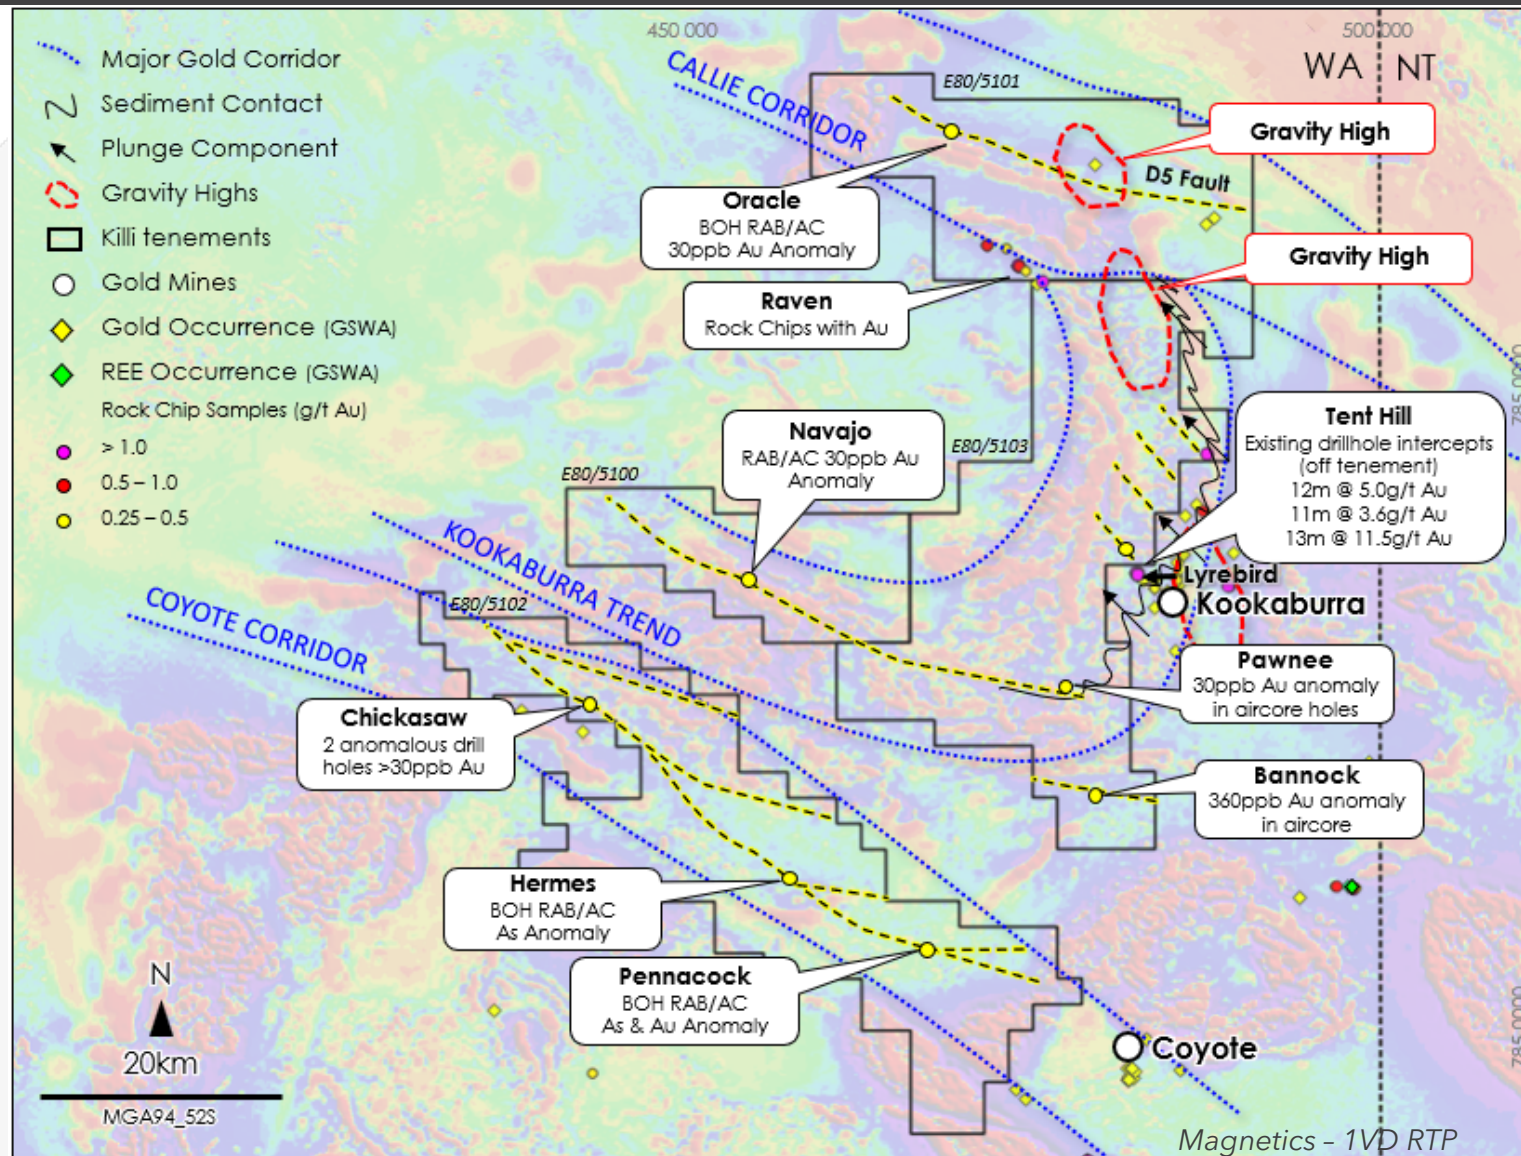 450 000
500 000
WA
NT
Major Gold Corridor
Sediment Contact
Plunge Component
Gravity Highs
Killi tenements
Gold Mines
Gold Occurrence (GSWA)
REE Occurrence (GSWA)
Rock Chip Samples (g/t Au)
> 1.0
0.5 – 1.0
0.25 – 0.5
CALLIE CORRIDOR
E80/5101
Gravity High
D5 Fault
Oracle
BOH RAB/AC
30ppb Au Anomaly
Gravity High
Raven
Rock Chips with Au
785 0000
Navajo
RAB/AC 30ppb Au
Anomaly
E80/5103
E80/5100
Tent Hill
Existing drillhole intercepts
(off tenement)
12m @ 5.0g/t Au
11m @ 3.6g/t Au
13m @ 11.5g/t Au
KOOKABURRA TREND
Lyrebird
Kookaburra
E80/5102
COYOTE CORRIDOR
Pawnee
30ppb Au anomaly
in aircore holes
Chickasaw
2 anomalous drill
holes >30ppb Au
Bannock
360ppb Au anomaly
in aircore
Hermes
BOH RAB/AC
As Anomaly
Pennacock
BOH RAB/AC
As & Au Anomaly
Coyote
785 0000
N
20km
MGA94_52S
Magnetics – 1VD RTP